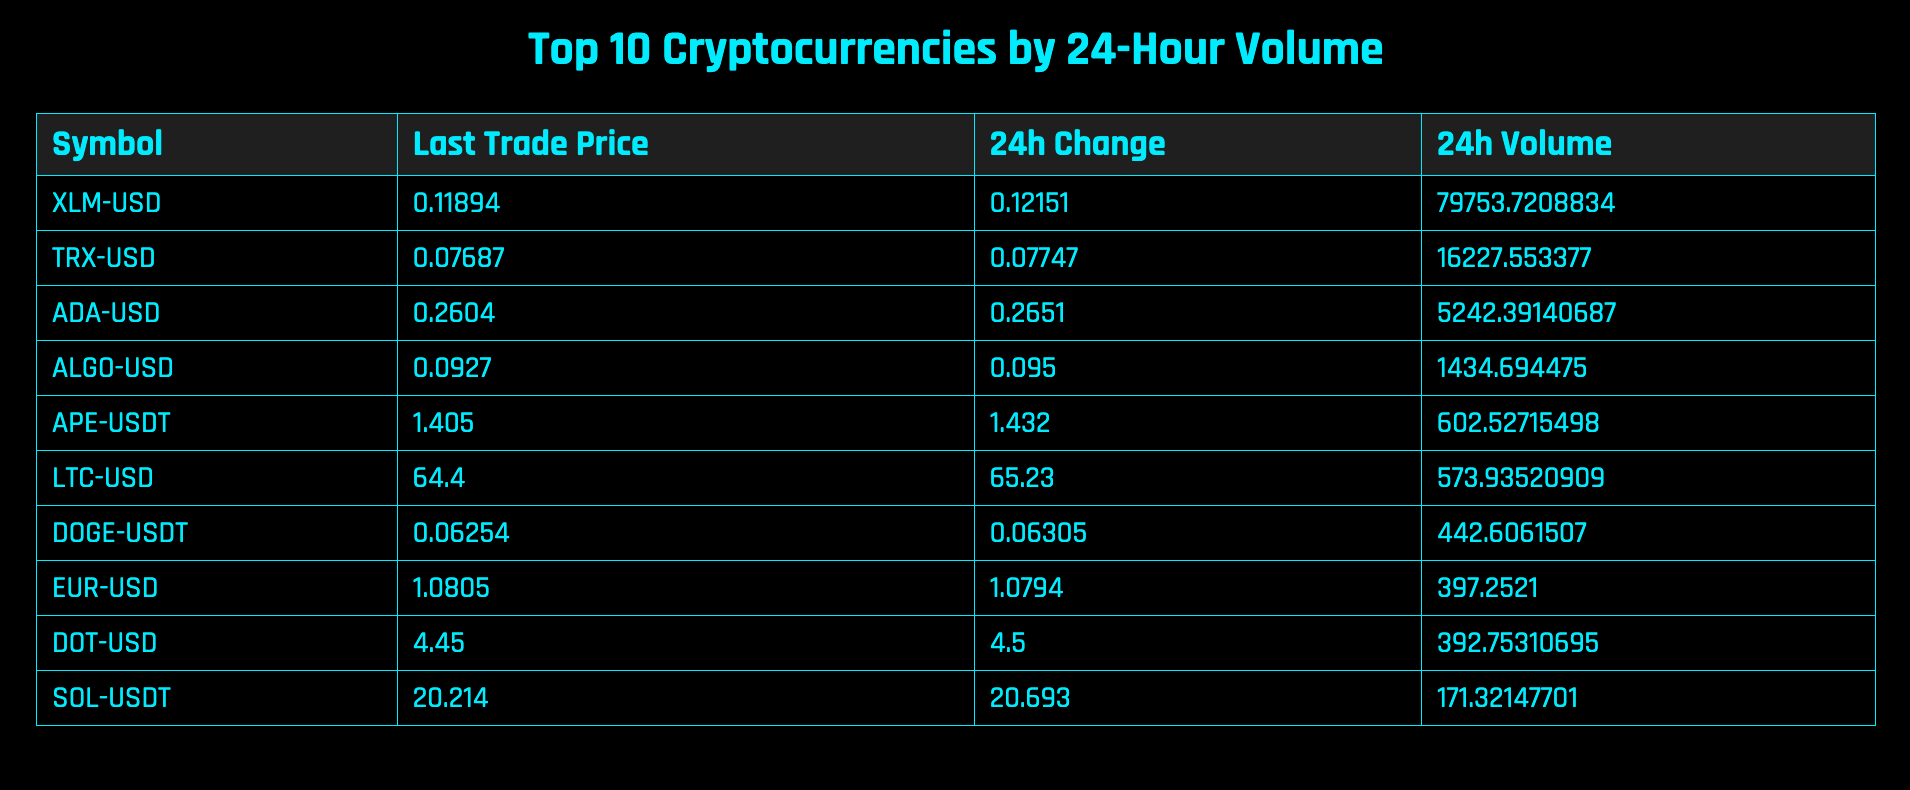 Top 10 Cryptocurrencies by 24-Hour Volume
Symbol Last Trade Price 24h Change 24h Volume
XLM-USD 0.11894 0.12151 79753.7208834
TRX-USD 0.07687 0.07747 16227.553377
ADA-USD 0.2604 0.2651 5242.39140687
ALGO-USD 0.0927 0.095 1434.694475
APE-USDT 1.405 1.432 602.52715498
LTC-USD 64.4 65.23 573.93520909
DOGE-USDT 0.06254 0.06305 442.6061507
EUR-USD 1.0805 1.0794 397.2521
DOT-USD 4.45 4.5 392.75310695
SOL-USDT 20.214 20.693 171.32147701